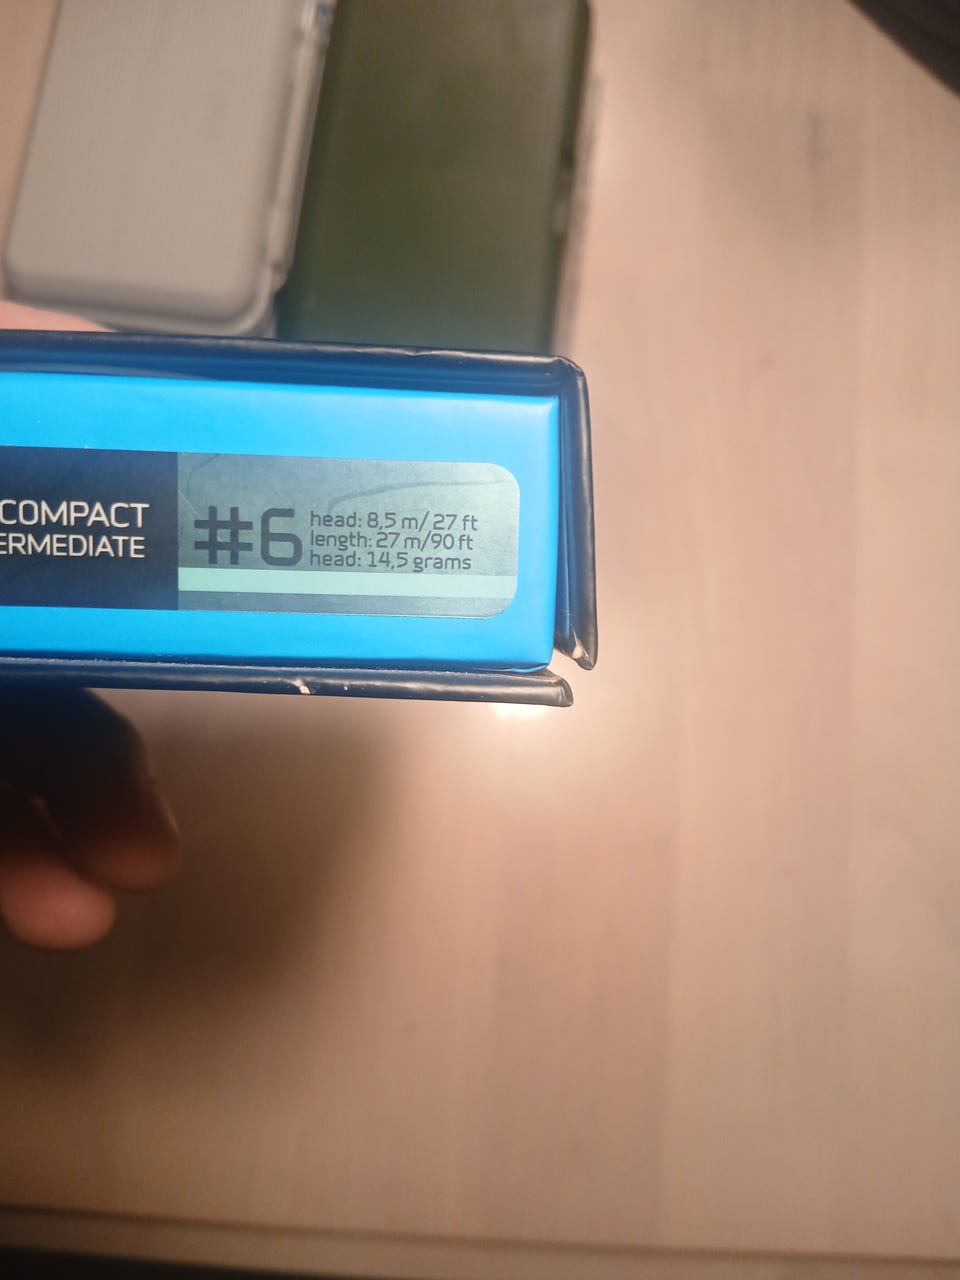 COMPACT
ERMEDIATE
#6
head: 8,5 m/ 27 ft
length: 27 m/90 ft
head: 14,5 grams